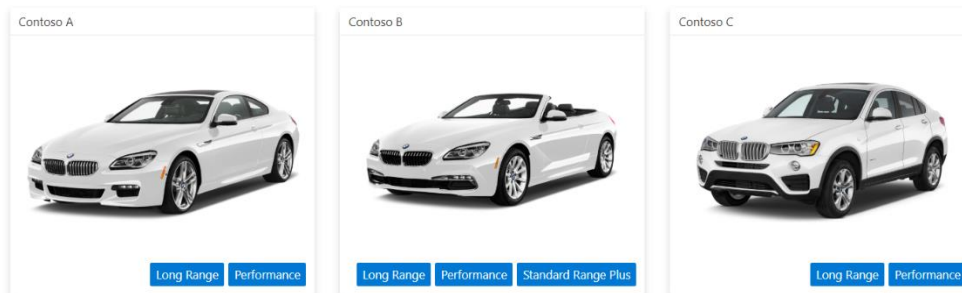 Contoso A
Contoso B
Contoso C
Long Range Performance
Long Range Performance Standard Range Plus
Long Range Performance